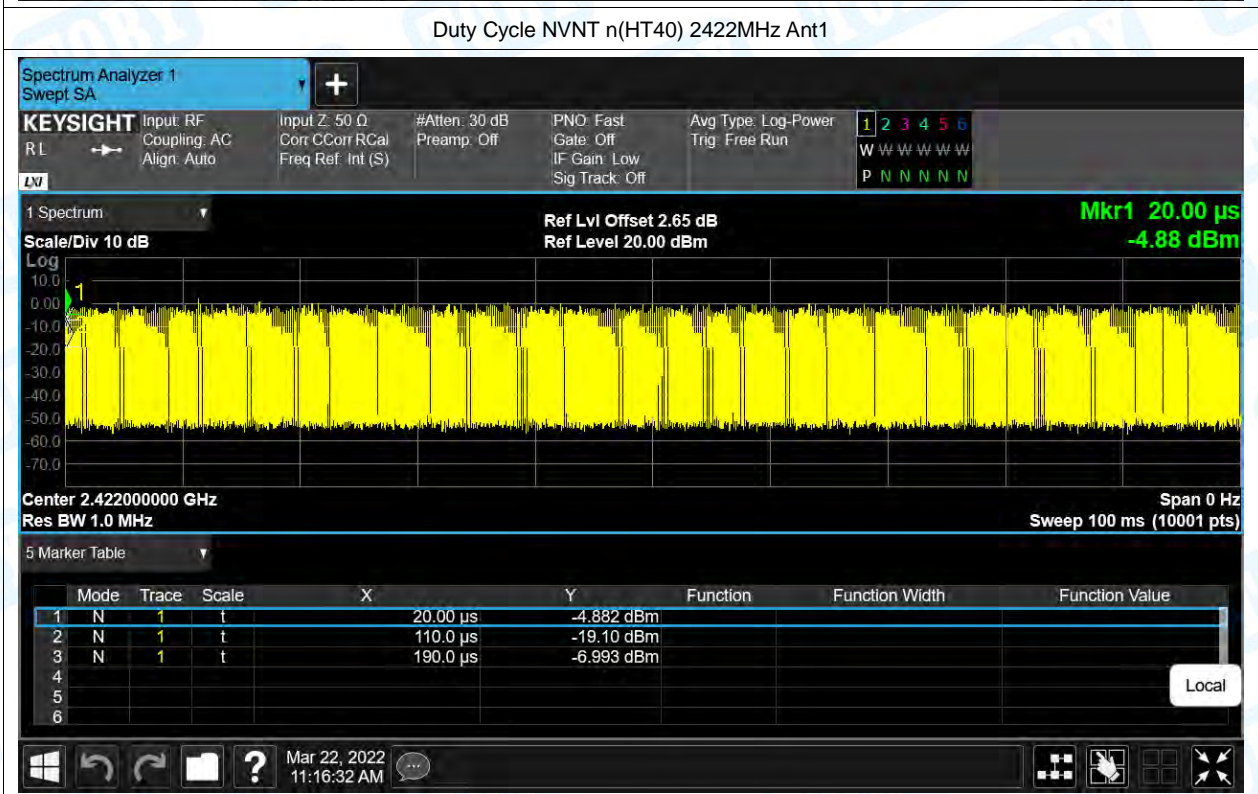 Duty Cycle NVNT n(HT40) 2422MHz Ant1
Spectrum Analyzer 1
Swept SA
+
KEYSIGHT
RL
LXI
Input: RF
Coupling: AC
Align: Auto
Input Z: 50 Ω
Corr CCorr RCal
Freq Ref: Int (S)
#Atten: 30 dB
Preamp: Off
PNO: Fast
Gate: Off
IF Gain: Low
Sig Track: Off
Avg Type: Log-Power
Trig: Free Run
1 2 3 4 5 6
W W W W W W
P N N N N N
1 Spectrum
Scale/Div 10 dB
Ref Lvl Offset 2.65 dB
Ref Level 20.00 dBm
Mkr1 20.00 µs
-4.88 dBm
Log
10.0
0.00
-10.0
-20.0
-30.0
-40.0
-50.0
-60.0
-70.0
1
Center 2.422000000 GHz
Res BW 1.0 MHz
Span 0 Hz
Sweep 100 ms (10001 pts)
5 Marker Table
Mode Trace Scale X Y Function Function Width Function Value
1 N 1 t 20.00 µs -4.882 dBm
2 N 1 t 110.0 µs -19.10 dBm
3 N 1 t 190.0 µs -6.993 dBm
4
5
6
Local
?
Mar 22, 2022
11:16:32 AM